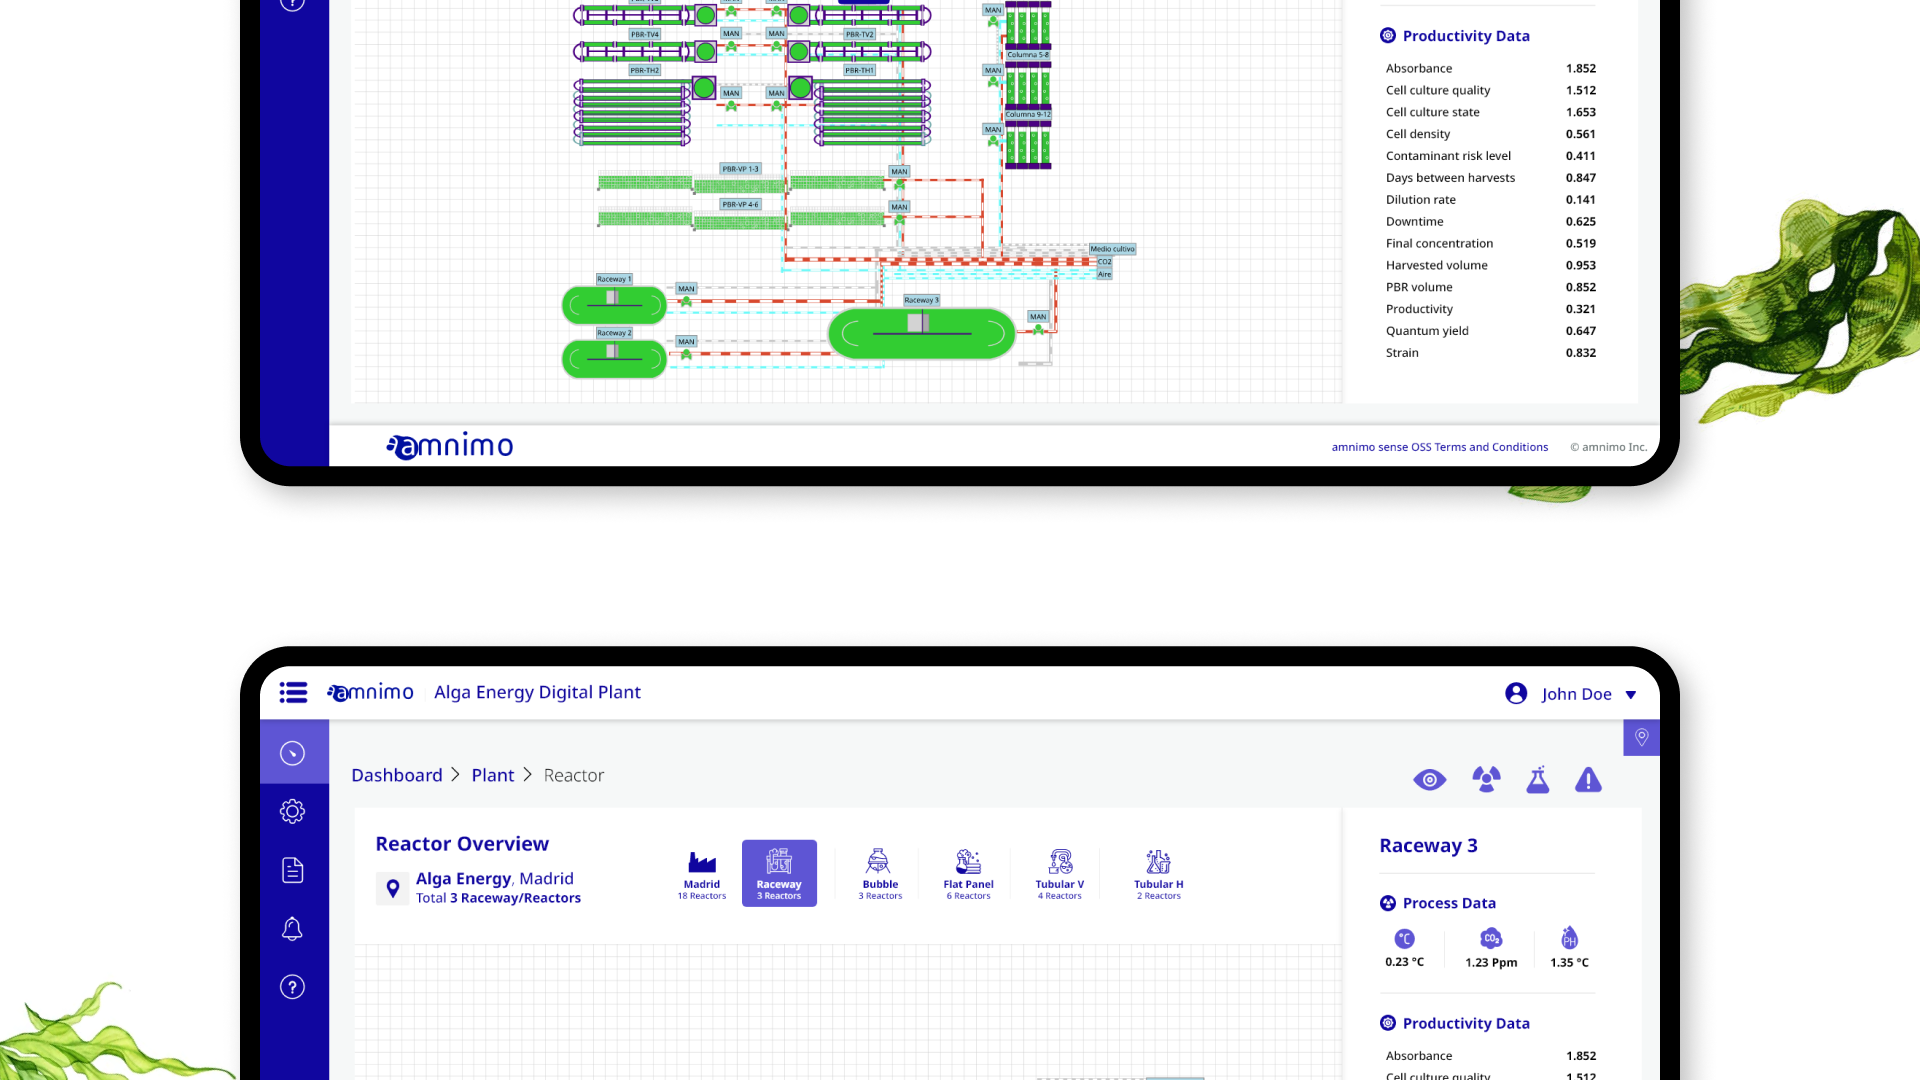 MAN
PBR-TV4
MAN
MAN
PBR-TV2
Columna 5-8
PBR-TH2
PBR-TH1
MAN
MAN
MAN
Columna 9-12
MAN
PBR-VP 1-3
MAN
PBR-VP 4-6
MAN
Medio cultivo
CO2
Aire
Raceway 1
MAN
Raceway 3
MAN
Raceway 2
MAN
Productivity Data
Absorbance 1.852
Cell culture quality 1.512
Cell culture state 1.653
Cell density 0.561
Contaminant risk level 0.411
Days between harvests 0.847
Dilution rate 0.141
Downtime 0.625
Final concentration 0.519
Harvested volume 0.953
PBR volume 0.852
Productivity 0.321
Quantum yield 0.647
Strain 0.832
amnimo
amnimo sense OSS Terms and Conditions
© amnimo Inc.
amnimo
Alga Energy Digital Plant
John Doe
Dashboard > Plant > Reactor
Reactor Overview
Alga Energy, Madrid
Total 3 Raceway/Reactors
Madrid
18 Reactors
Raceway
3 Reactors
Bubble
3 Reactors
Flat Panel
6 Reactors
Tubular V
4 Reactors
Tubular H
2 Reactors
Raceway 3
Process Data
°C
CO2
PH
0.23 °C
1.23 Ppm
1.35 °C
Productivity Data
Absorbance 1.852
Cell culture quality 1.512